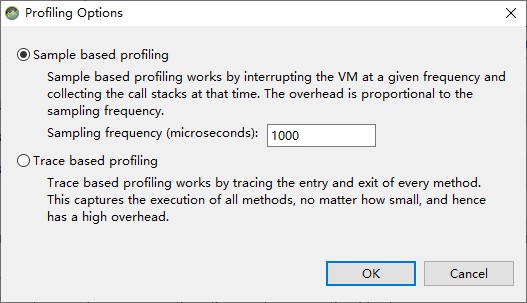 Profiling Options
Sample based profiling
Sample based profiling works by interrupting the VM at a given frequency and
collecting the call stacks at that time. The overhead is proportional to the
sampling frequency.
Sampling frequency (microseconds): 1000
Trace based profiling
Trace based profiling works by tracing the entry and exit of every method.
This captures the execution of all methods, no matter how small, and hence
has a high overhead.
OK Cancel